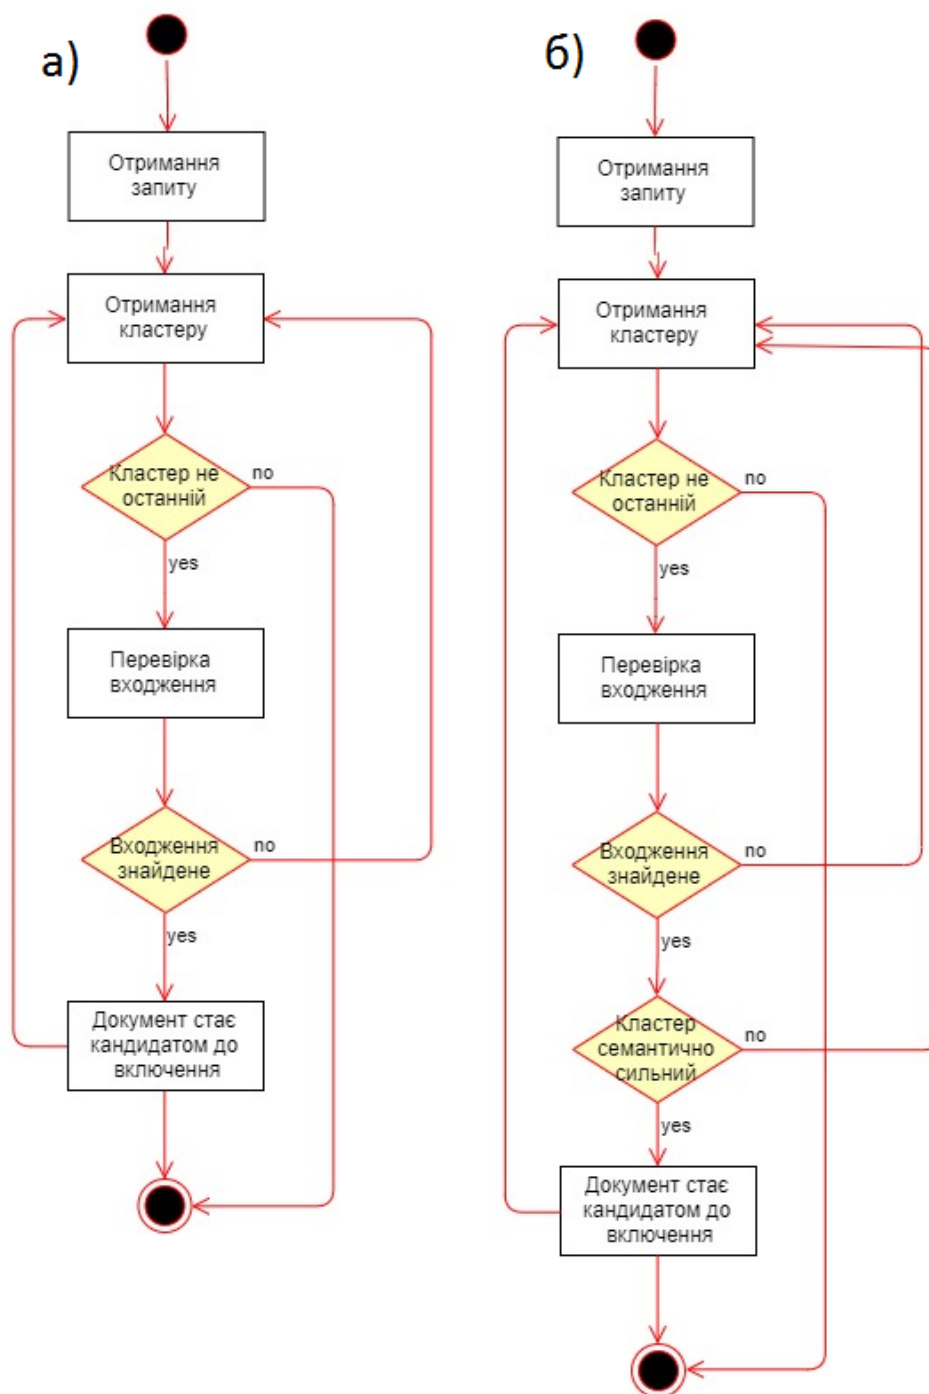 а)
Отримання
запиту
Отримання
кластеру
Кластер не
останній
no
yes
Перевірка
входження
Входження
знайдене
no
yes
Документ стає
кандидатом до
включення
б)
Отримання
запиту
Отримання
кластеру
Кластер не
останній
no
yes
Перевірка
входження
Входження
знайдене
no
yes
Кластер
семантично
сильний
no
yes
Документ стає
кандидатом до
включення